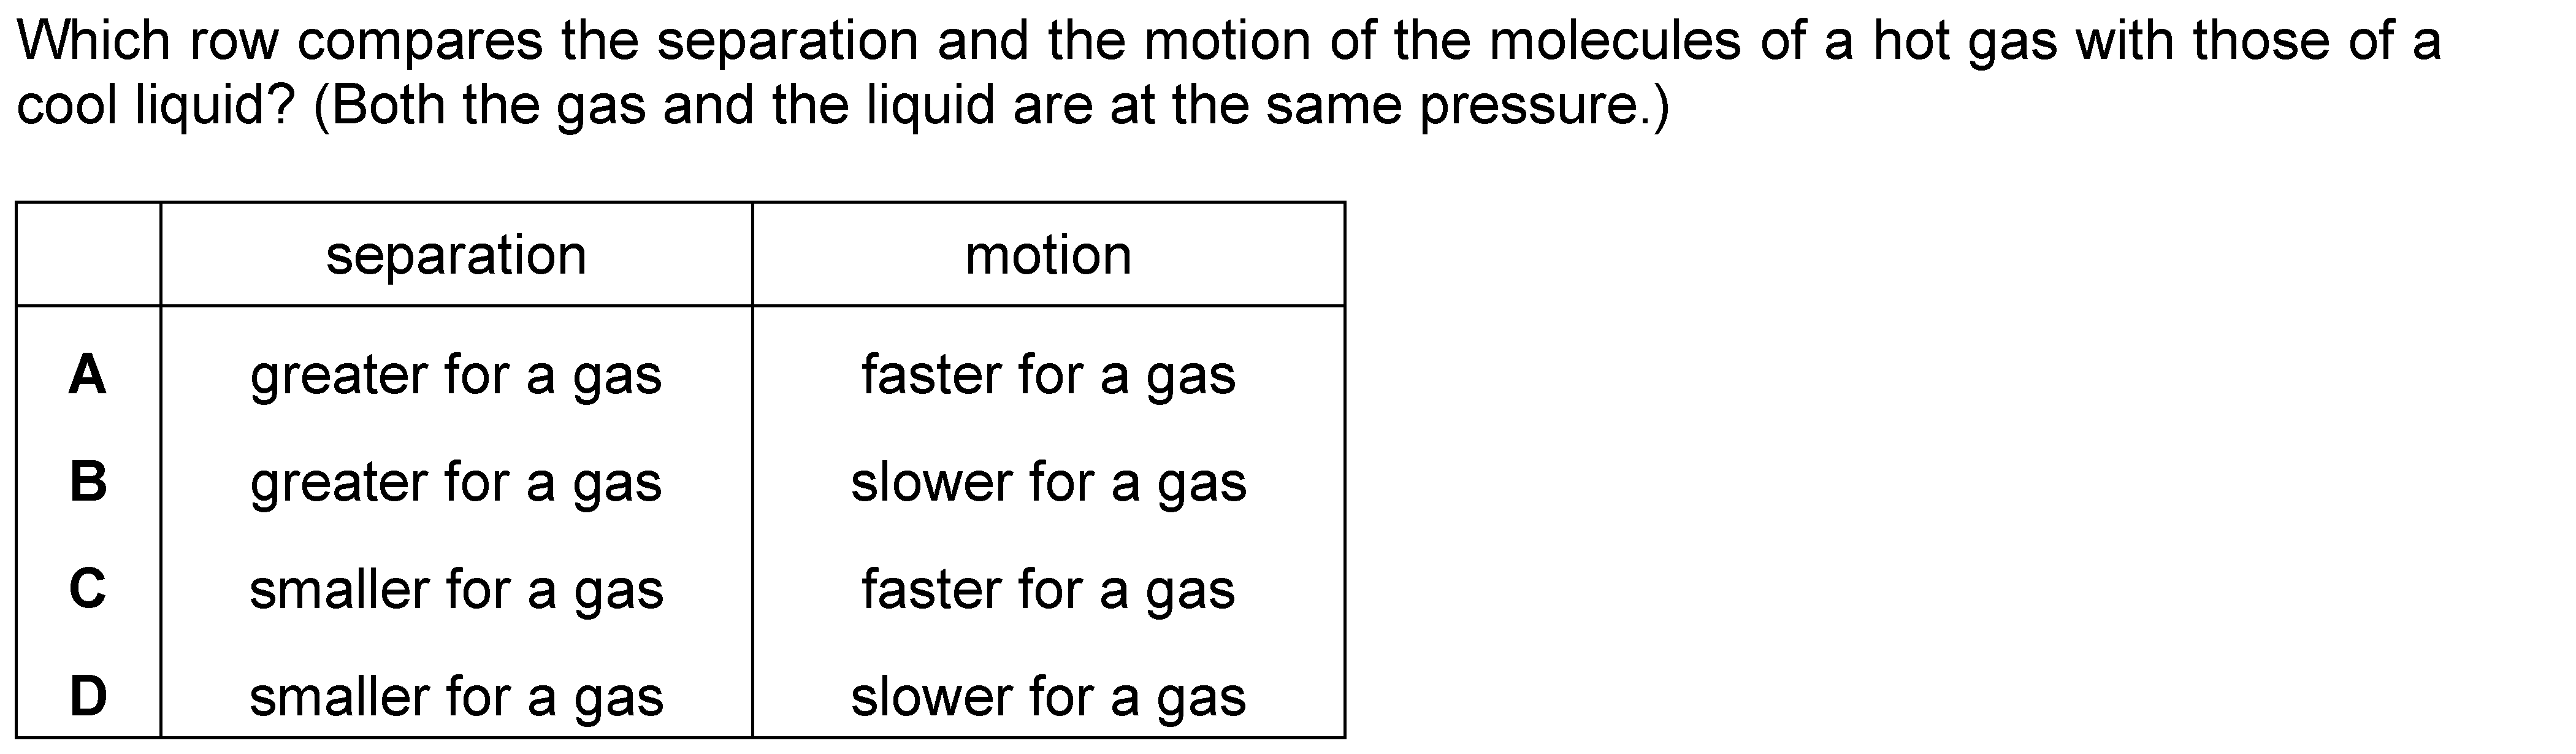 Which row compares the separation and the motion of the molecules of a hot gas with those of a
cool liquid? (Both the gas and the liquid are at the same pressure.)
separation motion
A greater for a gas faster for a gas
B greater for a gas slower for a gas
C smaller for a gas faster for a gas
D smaller for a gas slower for a gas